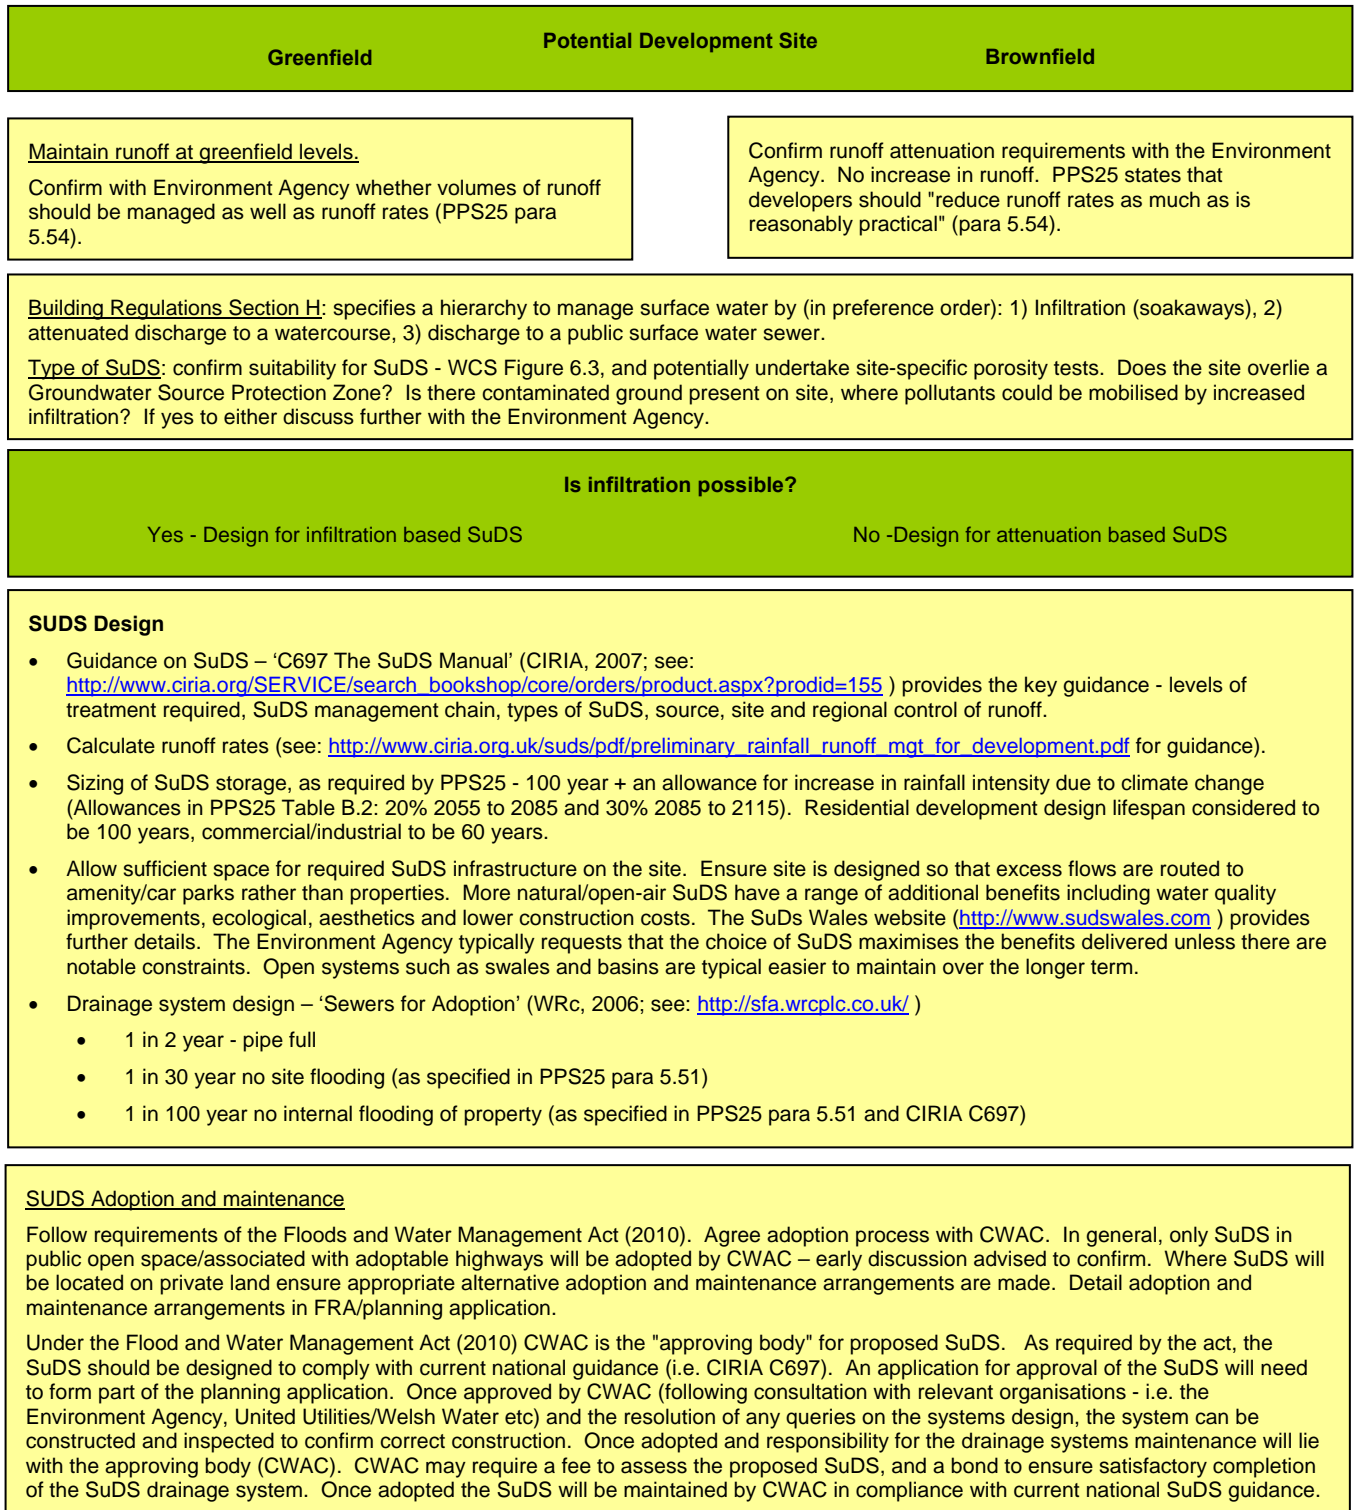 Potential Development Site
Greenfield
Brownfield
Maintain runoff at greenfield levels.
Confirm with Environment Agency whether volumes of runoff
should be managed as well as runoff rates (PPS25 para
5.54).
Confirm runoff attenuation requirements with the Environment
Agency.  No increase in runoff.  PPS25 states that
developers should "reduce runoff rates as much as is
reasonably practical" (para 5.54).
Building Regulations Section H: specifies a hierarchy to manage surface water by (in preference order): 1) Infiltration (soakaways), 2)
attenuated discharge to a watercourse, 3) discharge to a public surface water sewer.
Type of SuDS: confirm suitability for SuDS - WCS Figure 6.3, and potentially undertake site-specific porosity tests.  Does the site overlie a
Groundwater Source Protection Zone?  Is there contaminated ground present on site, where pollutants could be mobilised by increased
infiltration?  If yes to either discuss further with the Environment Agency.
Is infiltration possible?
Yes - Design for infiltration based SuDS
No -Design for attenuation based SuDS
SUDS Design
• Guidance on SuDS – ‘C697 The SuDS Manual’ (CIRIA, 2007; see:
http://www.ciria.org/SERVICE/search_bookshop/core/orders/product.aspx?prodid=155 ) provides the key guidance - levels of
treatment required, SuDS management chain, types of SuDS, source, site and regional control of runoff.
• Calculate runoff rates (see: http://www.ciria.org.uk/suds/pdf/preliminary_rainfall_runoff_mgt_for_development.pdf for guidance).
• Sizing of SuDS storage, as required by PPS25 - 100 year + an allowance for increase in rainfall intensity due to climate change
(Allowances in PPS25 Table B.2: 20% 2055 to 2085 and 30% 2085 to 2115).  Residential development design lifespan considered to
be 100 years, commercial/industrial to be 60 years.
• Allow sufficient space for required SuDS infrastructure on the site.  Ensure site is designed so that excess flows are routed to
amenity/car parks rather than properties.  More natural/open-air SuDS have a range of additional benefits including water quality
improvements, ecological, aesthetics and lower construction costs.  The SuDs Wales website (http://www.sudswales.com ) provides
further details.  The Environment Agency typically requests that the choice of SuDS maximises the benefits delivered unless there are
notable constraints.  Open systems such as swales and basins are typical easier to maintain over the longer term.
• Drainage system design – ‘Sewers for Adoption’ (WRc, 2006; see: http://sfa.wrcplc.co.uk/ )
• 1 in 2 year - pipe full
• 1 in 30 year no site flooding (as specified in PPS25 para 5.51)
• 1 in 100 year no internal flooding of property (as specified in PPS25 para 5.51 and CIRIA C697)
SUDS Adoption and maintenance
Follow requirements of the Floods and Water Management Act (2010).  Agree adoption process with CWAC.  In general, only SuDS in
public open space/associated with adoptable highways will be adopted by CWAC – early discussion advised to confirm.  Where SuDS will
be located on private land ensure appropriate alternative adoption and maintenance arrangements are made.  Detail adoption and
maintenance arrangements in FRA/planning application.
Under the Flood and Water Management Act (2010) CWAC is the "approving body" for proposed SuDS.   As required by the act, the
SuDS should be designed to comply with current national guidance (i.e. CIRIA C697).  An application for approval of the SuDS will need
to form part of the planning application.  Once approved by CWAC (following consultation with relevant organisations - i.e. the
Environment Agency, United Utilities/Welsh Water etc) and the resolution of any queries on the systems design, the system can be
constructed and inspected to confirm correct construction.  Once adopted and responsibility for the drainage systems maintenance will lie
with the approving body (CWAC).  CWAC may require a fee to assess the proposed SuDS, and a bond to ensure satisfactory completion
of the SuDS drainage system.  Once adopted the SuDS will be maintained by CWAC in compliance with current national SuDS guidance.